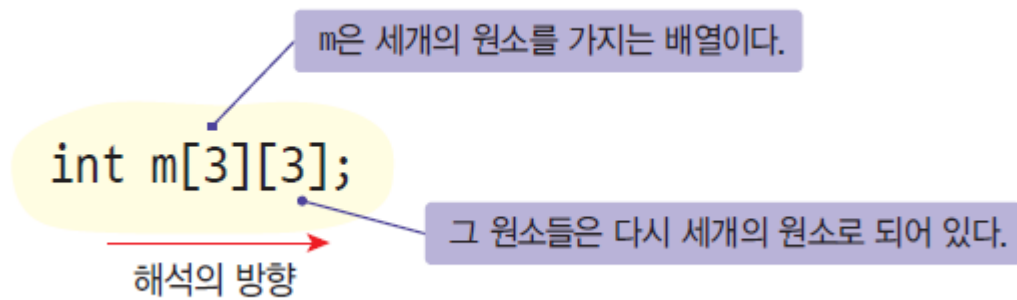 m은 세개의 원소를 가지는 배열이다.
int m[3][3];
그 원소들은 다시 세개의 원소로 되어 있다.
해석의 방향